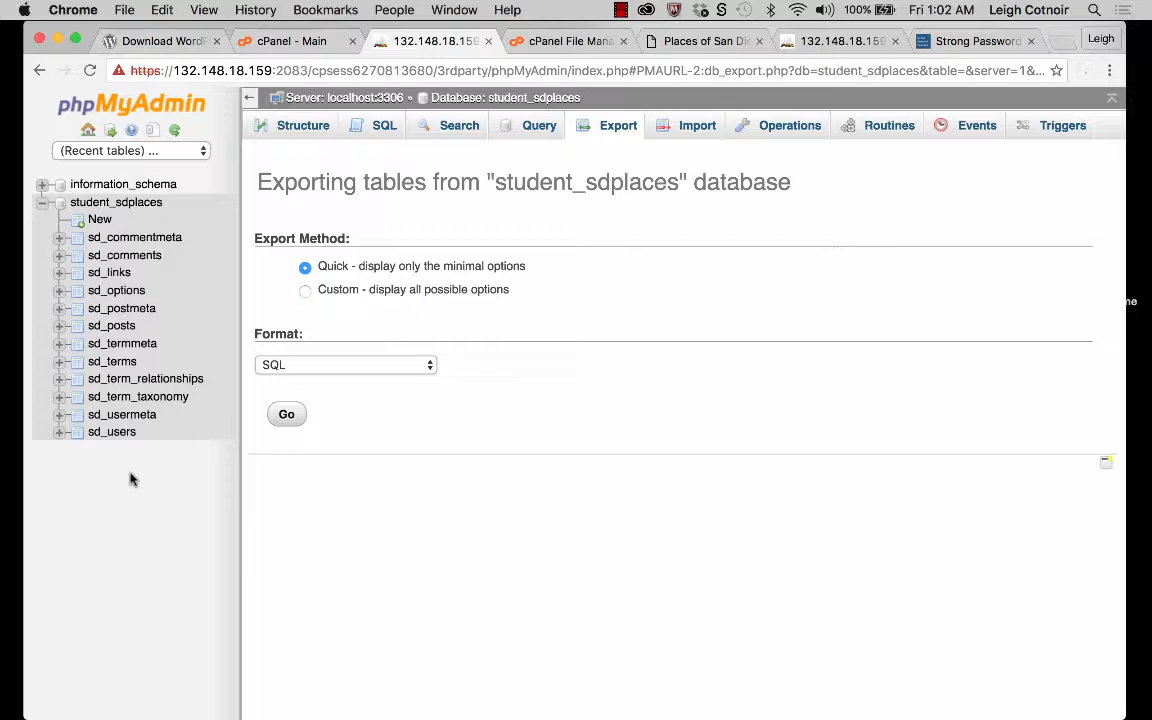 Chrome File Edit View History Bookmarks People Window Help 100% Fri 1:02 AM Leigh Cotnoir
Download WordP cPanel - Main 132.148.18.159 cPanel File Mana Places of San Die 132.148.18.159 Strong Password Leigh
https://132.148.18.159:2083/cpsess6270813680/3rdparty/phpMyAdmin/index.php#PMAURL-2:db_export.php?db=student_sdplaces&table=&server=1&...
phpMyAdmin
(Recent tables) ...
information_schema
student_sdplaces
New
sd_commentmeta
sd_comments
sd_links
sd_options
sd_postmeta
sd_posts
sd_termmeta
sd_terms
sd_term_relationships
sd_term_taxonomy
sd_usermeta
sd_users
Server: localhost:3306 » Database: student_sdplaces
Structure SQL Search Query Export Import Operations Routines Events Triggers
Exporting tables from "student_sdplaces" database
Export Method:
Quick - display only the minimal options
Custom - display all possible options
Format:
SQL
Go
me